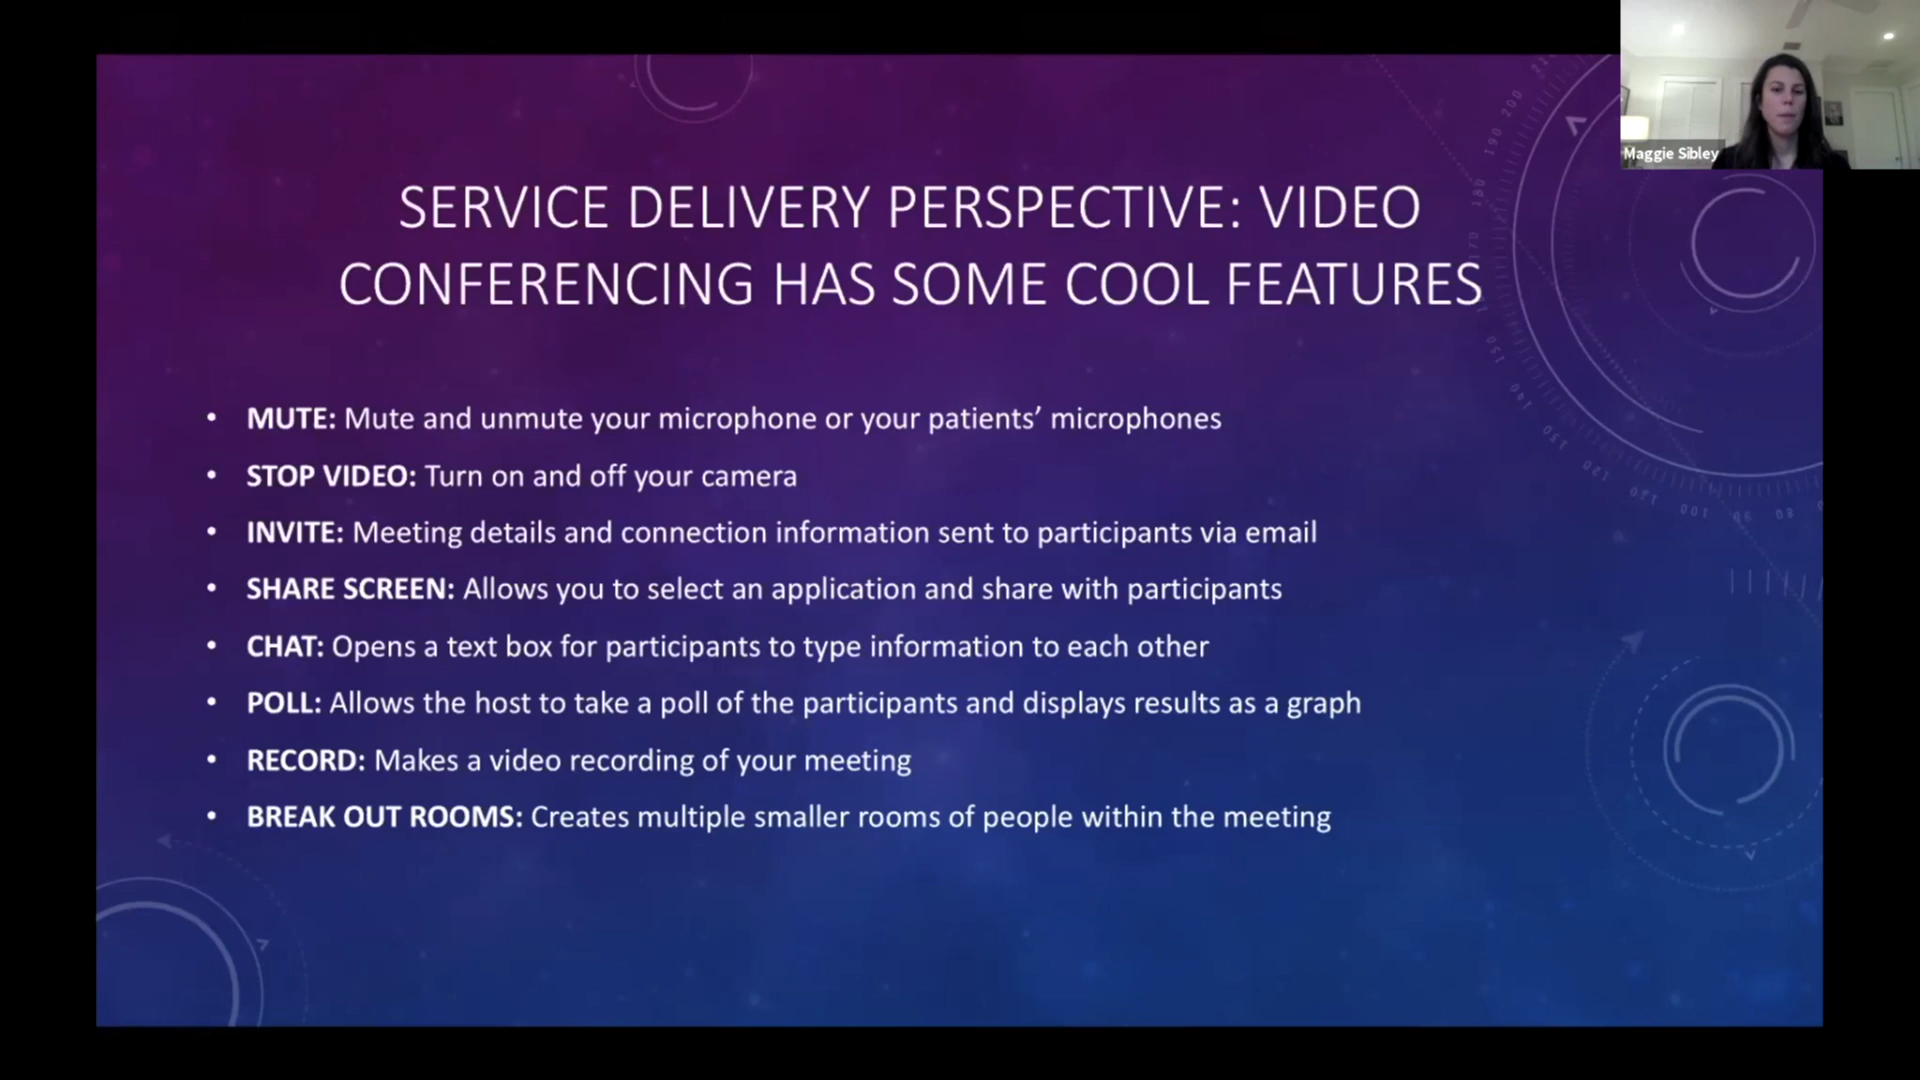 SERVICE DELIVERY PERSPECTIVE: VIDEO
CONFERENCING HAS SOME COOL FEATURES
• MUTE: Mute and unmute your microphone or your patients’ microphones
• STOP VIDEO: Turn on and off your camera
• INVITE: Meeting details and connection information sent to participants via email
• SHARE SCREEN: Allows you to select an application and share with participants
• CHAT: Opens a text box for participants to type information to each other
• POLL: Allows the host to take a poll of the participants and displays results as a graph
• RECORD: Makes a video recording of your meeting
• BREAK OUT ROOMS: Creates multiple smaller rooms of people within the meeting
Maggie Sibley